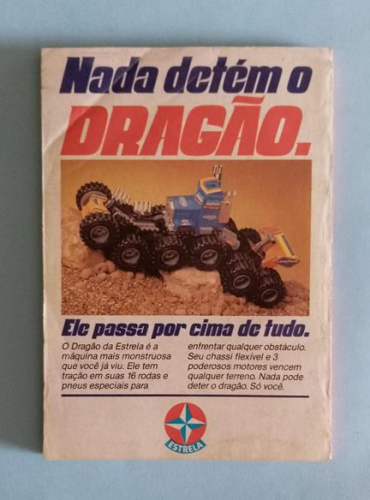 Nada detém o
DRAGÃO.
Ele passa por cima de tudo.
O Dragão da Estrela é a
máquina mais monstruosa
que você já viu. Ele tem
tração em suas 16 rodas e
pneus especiais para
enfrentar qualquer obstáculo.
Seu chassi flexível e 3
poderosos motores vencem
qualquer terreno. Nada pode
deter o dragão. Só você.
ESTRELA